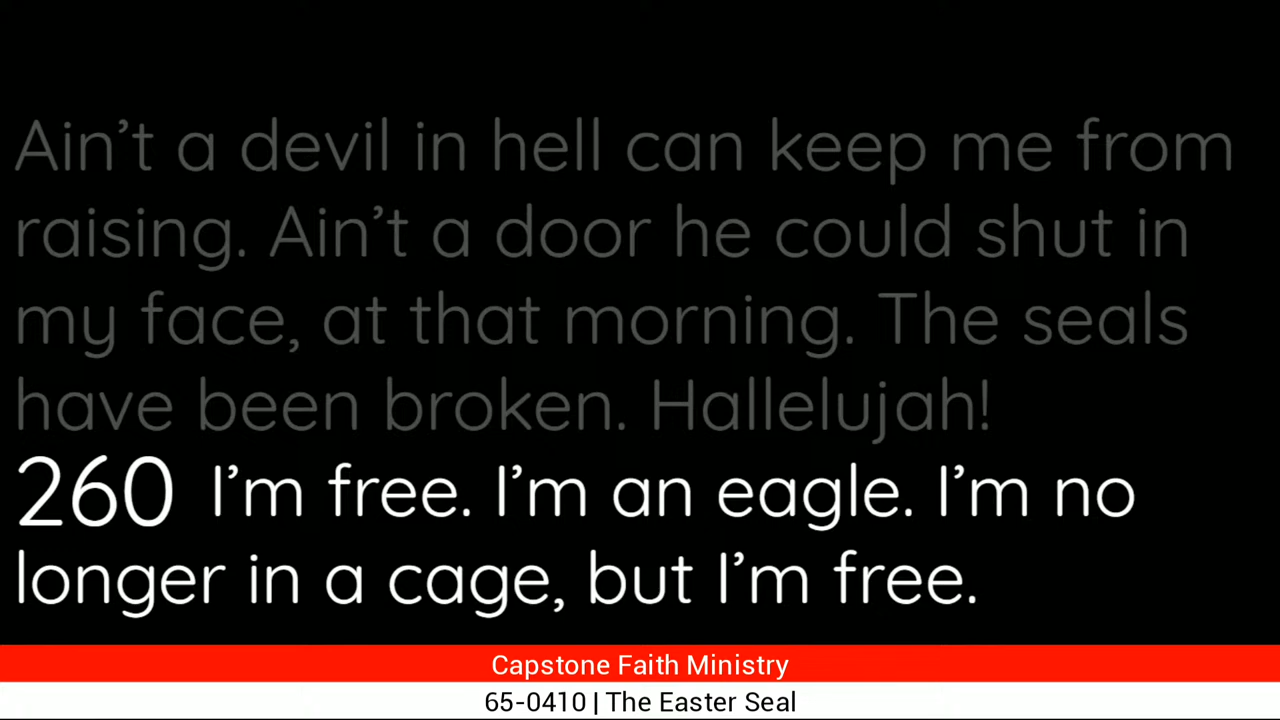 Ain’t a devil in hell can keep me from
raising. Ain’t a door he could shut in
my face, at that morning. The seals
have been broken. Hallelujah!
260 I’m free. I’m an eagle. I’m no
longer in a cage, but I’m free.
Capstone Faith Ministry
65-0410 | The Easter Seal